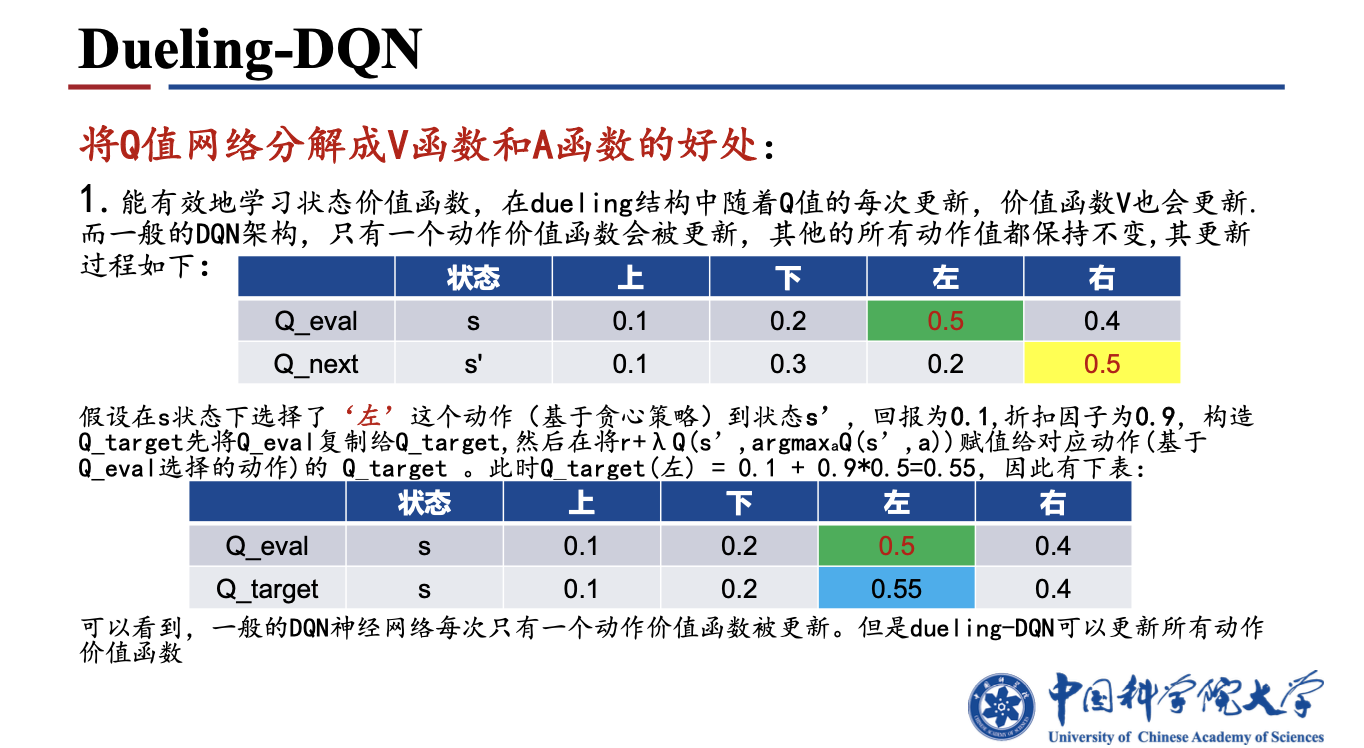 Dueling-DQN
将Q值网络分解成V函数和A函数的好处：
1. 能有效地学习状态价值函数，在dueling结构中随着Q值的每次更新，价值函数V也会更新.
而一般的DQN架构，只有一个动作价值函数会被更新，其他的所有动作值都保持不变,其更新
过程如下：
状态 上 下 左 右
Q_eval s 0.1 0.2 0.5 0.4
Q_next s' 0.1 0.3 0.2 0.5
假设在s状态下选择了‘左’这个动作（基于贪心策略）到状态s’，回报为0.1,折扣因子为0.9，构造
Q_target先将Q_eval复制给Q_target,然后在将r+λQ(s’,argmaxₐQ(s’,a))赋值给对应动作(基于
Q_eval选择的动作)的 Q_target 。此时Q_target(左) = 0.1 + 0.9*0.5=0.55，因此有下表：
状态 上 下 左 右
Q_eval s 0.1 0.2 0.5 0.4
Q_target s 0.1 0.2 0.55 0.4
可以看到，一般的DQN神经网络每次只有一个动作价值函数被更新。但是dueling-DQN可以更新所有动作
价值函数
中国科学院大学
University of Chinese Academy of Sciences